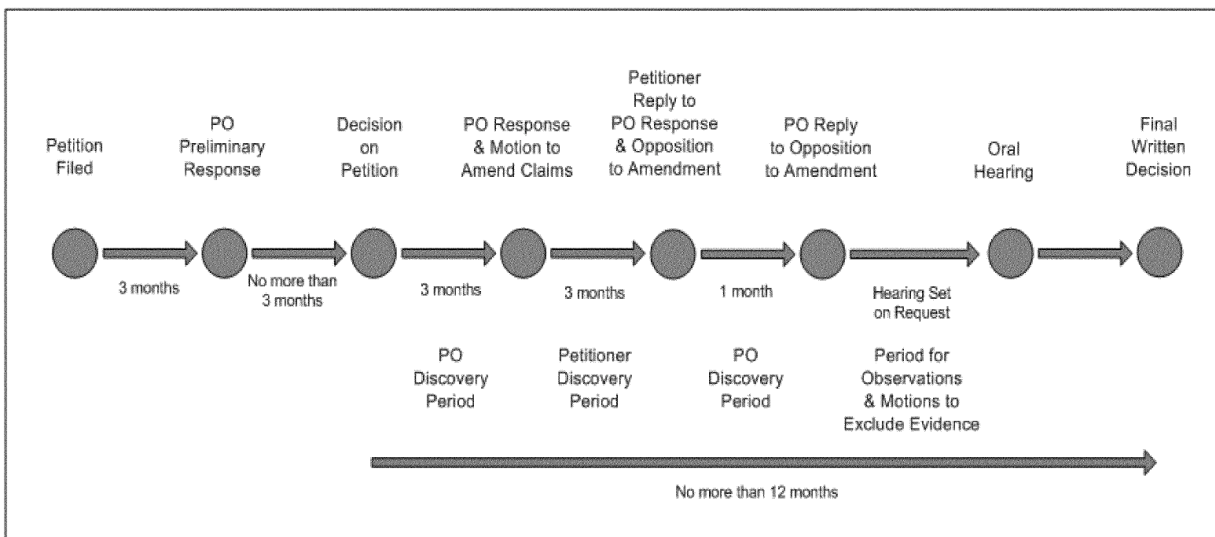 Petition
Filed
PO
Preliminary
Response
Decision
on
Petition
PO Response
& Motion to
Amend Claims
Petitioner
Reply to
PO Response
& Opposition
to Amendment
PO Reply
to Opposition
to Amendment
Oral
Hearing
Final
Written
Decision
3 months
No more than
3 months
3 months
3 months
1 month
Hearing Set
on Request
PO
Discovery
Period
Petitioner
Discovery
Period
PO
Discovery
Period
Period for
Observations
& Motions to
Exclude Evidence
No more than 12 months